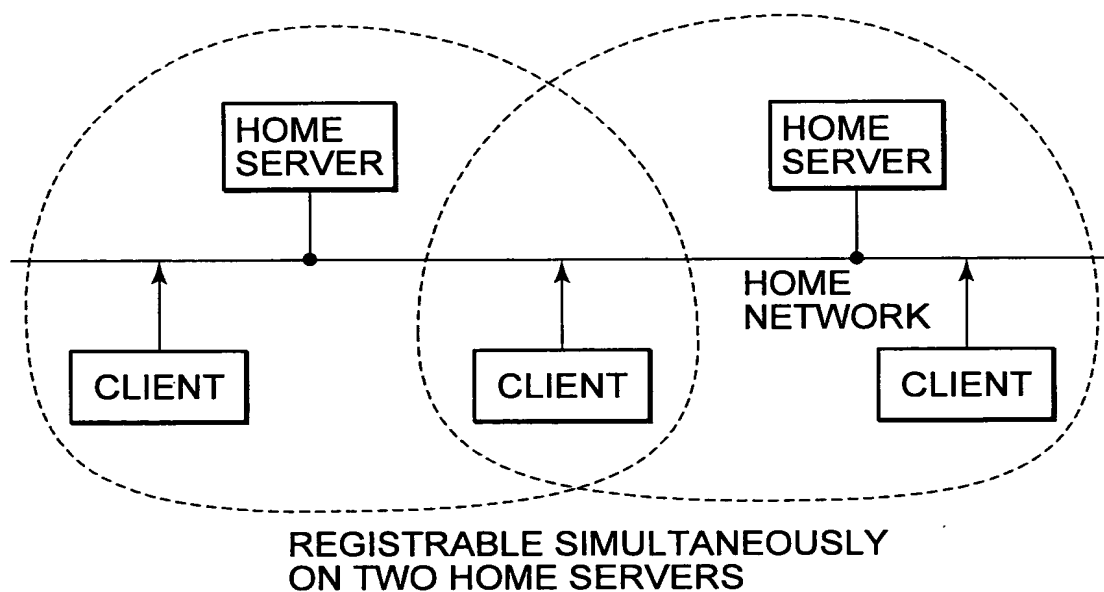 HOME
SERVER
HOME
SERVER
HOME
NETWORK
CLIENT
CLIENT
CLIENT
REGISTRABLE SIMULTANEOUSLY
ON TWO HOME SERVERS